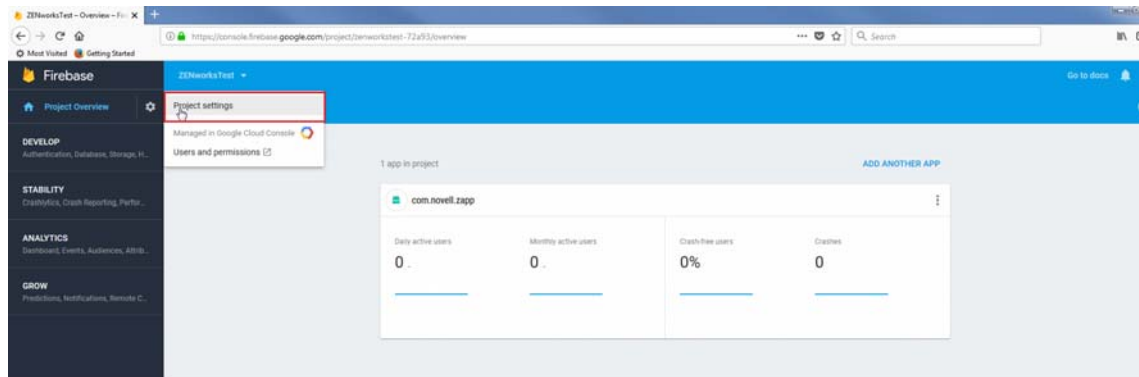 ZENworksTest – Overview – Fir
https://console.firebase.google.com/project/zenworkstest-72a93/overview
Search
Most Visited
Getting Started
Firebase
ZENworksTest
Go to docs
Project Overview
Project settings
Managed in Google Cloud Console
Users and permissions
DEVELOP
Authentication, Database, Storage, H...
STABILITY
Crashlytics, Crash Reporting, Perfor...
ANALYTICS
Dashboard, Events, Audiences, Attrib...
GROW
Predictions, Notifications, Remote C...
1 app in project
ADD ANOTHER APP
com.novell.zapp
Daily active users
0
Monthly active users
0
Crash-free users
0%
Crashes
0